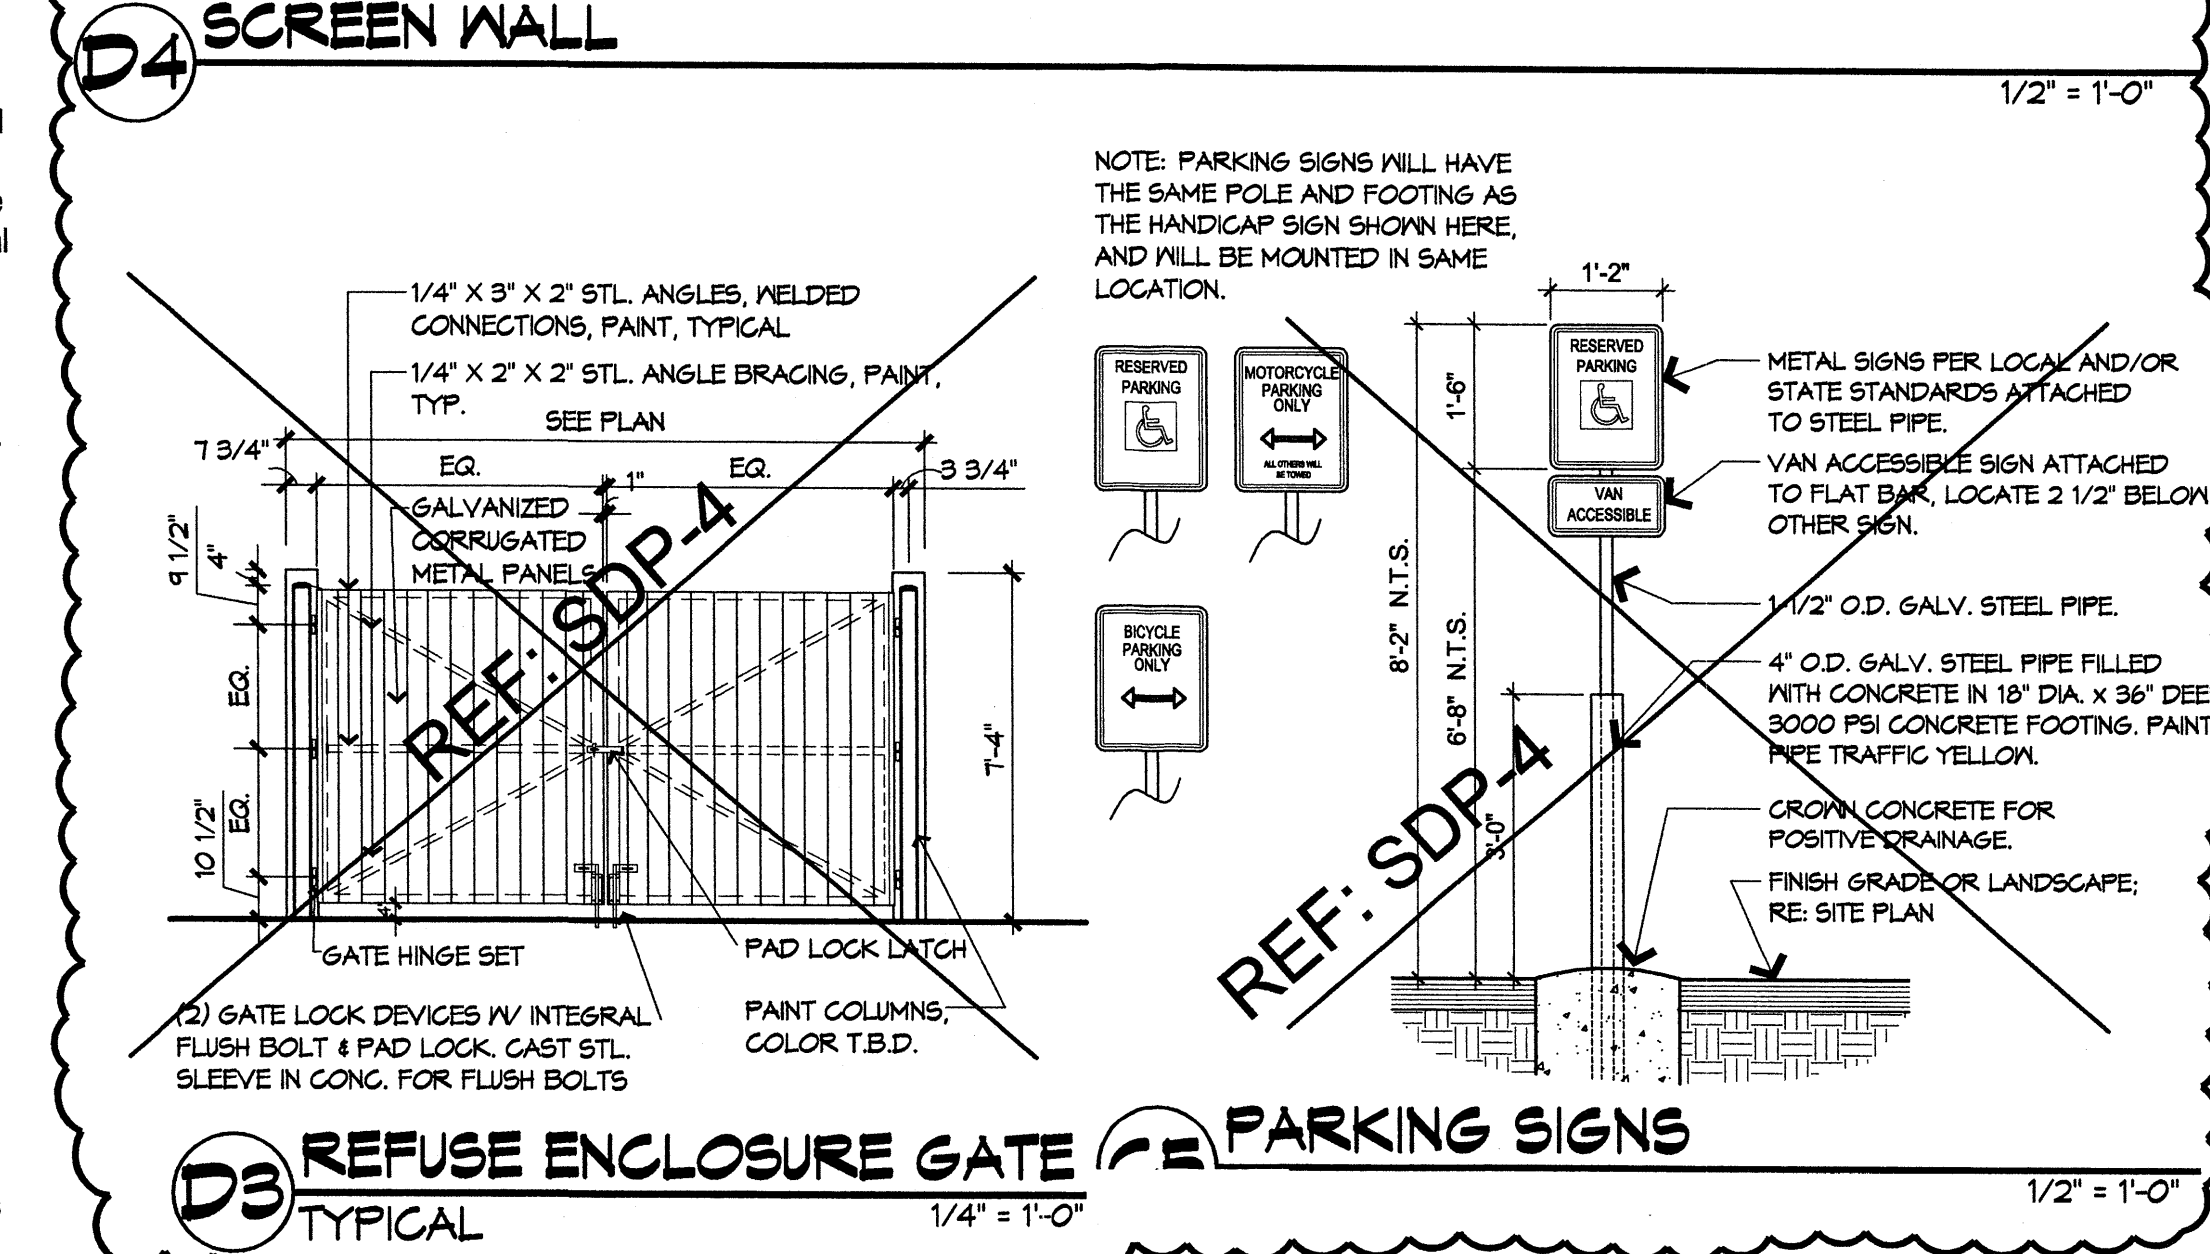 D4 SCREEN WALL
1/2" = 1'-0"
NOTE: PARKING SIGNS WILL HAVE
THE SAME POLE AND FOOTING AS
THE HANDICAP SIGN SHOWN HERE,
AND WILL BE MOUNTED IN SAME
LOCATION.
1/4" X 3" X 2" STL. ANGLES, WELDED
CONNECTIONS, PAINT, TYPICAL
1/4" X 2" X 2" STL. ANGLE BRACING, PAINT,
TYP.
SEE PLAN
7 3/4"
EQ.
1"
EQ.
3 3/4"
GALVANIZED
CORRUGATED
METAL PANELS
9 1/2"
4"
EQ.
EQ.
10 1/2"
4"
7'-4"
REF: SDP-4
GATE HINGE SET
PAD LOCK LATCH
(2) GATE LOCK DEVICES W/ INTEGRAL
FLUSH BOLT & PAD LOCK. CAST STL.
SLEEVE IN CONC. FOR FLUSH BOLTS
PAINT COLUMNS,
COLOR T.B.D.
D3 REFUSE ENCLOSURE GATE
TYPICAL
1/4" = 1'-0"
RESERVED
PARKING
MOTORCYCLE
PARKING
ONLY
ALL OTHERS WILL
BE TOWED
BICYCLE
PARKING
ONLY
1'-2"
RESERVED
PARKING
VAN
ACCESSIBLE
1'-6"
8'-2" N.T.S.
6'-8" N.T.S.
3'-0"
REF: SDP-4
METAL SIGNS PER LOCAL AND/OR
STATE STANDARDS ATTACHED
TO STEEL PIPE.
VAN ACCESSIBLE SIGN ATTACHED
TO FLAT BAR, LOCATE 2 1/2" BELOW
OTHER SIGN.
1-1/2" O.D. GALV. STEEL PIPE.
4" O.D. GALV. STEEL PIPE FILLED
WITH CONCRETE IN 18" DIA. x 36" DEE
3000 PSI CONCRETE FOOTING. PAINT
PIPE TRAFFIC YELLOW.
CROWN CONCRETE FOR
POSITIVE DRAINAGE.
FINISH GRADE OR LANDSCAPE;
RE: SITE PLAN
PARKING SIGNS
1/2" = 1'-0"